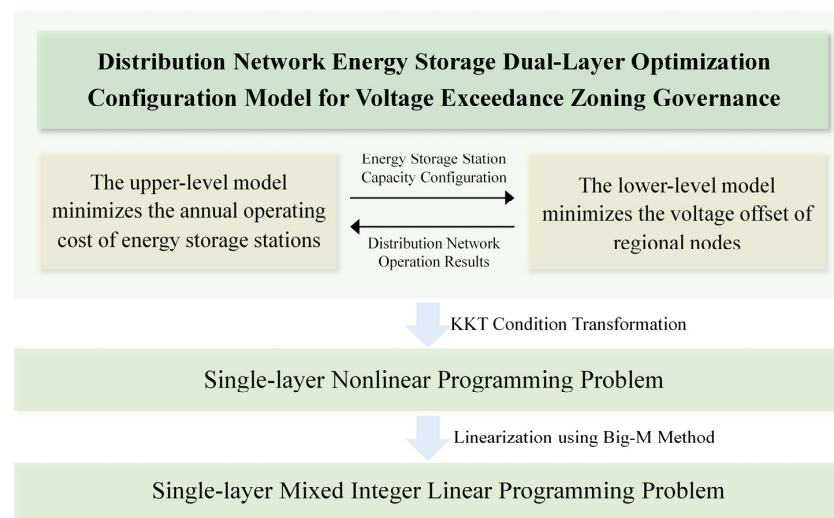 Distribution Network Energy Storage Dual-Layer Optimization
Configuration Model for Voltage Exceedance Zoning Governance
The upper-level model
minimizes the annual operating
cost of energy storage stations
Energy Storage Station
Capacity Configuration
Distribution Network
Operation Results
The lower-level model
minimizes the voltage offset of
regional nodes
KKT Condition Transformation
Single-layer Nonlinear Programming Problem
Linearization using Big-M Method
Single-layer Mixed Integer Linear Programming Problem